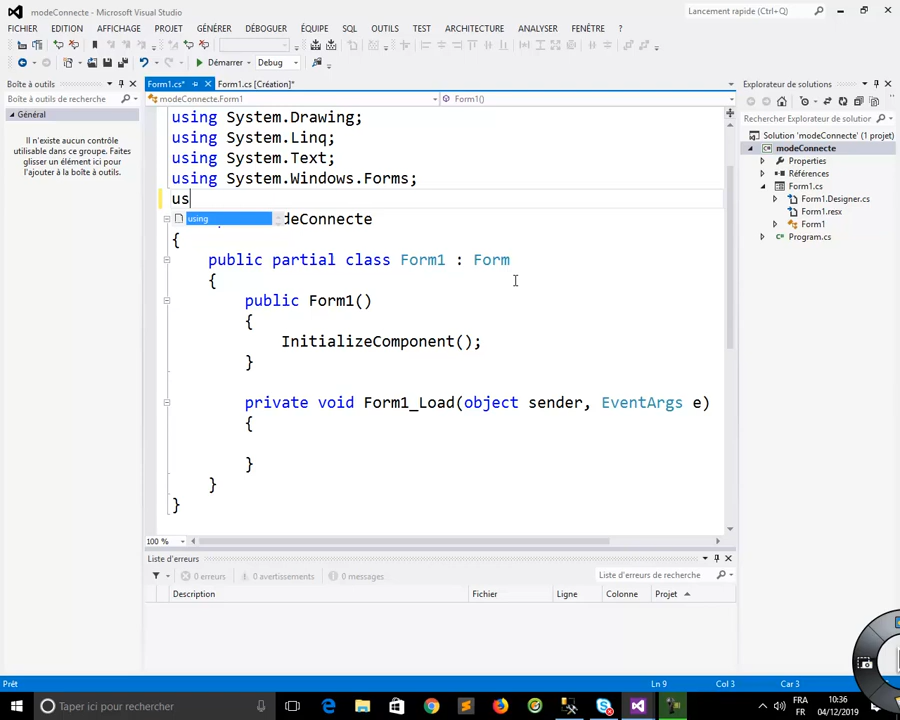 modeConnecte - Microsoft Visual Studio
Lancement rapide (Ctrl+Q)
FICHIER EDITION AFFICHAGE PROJET GÉNÉRER DÉBOGUER ÉQUIPE SQL OUTILS TEST ARCHITECTURE ANALYSER FENÊTRE ?
Démarrer Debug
Boîte à outils
Boîte à outils de recherche
Général
Il n'existe aucun contrôle
utilisable dans ce groupe. Faites
glisser un élément ici pour
l'ajouter à la boîte à outils.
Form1.cs* Form1.cs [Création]*
modeConnecte.Form1 Form1()
using System.Drawing;
using System.Linq;
using System.Text;
using System.Windows.Forms;
us
using
deConnecte
{
public partial class Form1 : Form
{
public Form1()
{
InitializeComponent();
}
private void Form1_Load(object sender, EventArgs e)
{
}
}
}
100 %
Liste d'erreurs
0 erreurs 0 avertissements 0 messages
Liste d'erreurs de recherche
Description Fichier Ligne Colonne Projet
Explorateur de solutions
Rechercher Explorateur de solution
Solution 'modeConnecte' (1 projet)
modeConnecte
Properties
Références
Form1.cs
Form1.Designer.cs
Form1.resx
Form1
Program.cs
Prêt Ln 9 Col 3 Car 3
Taper ici pour rechercher
FRA
FR
10:36
04/12/2019